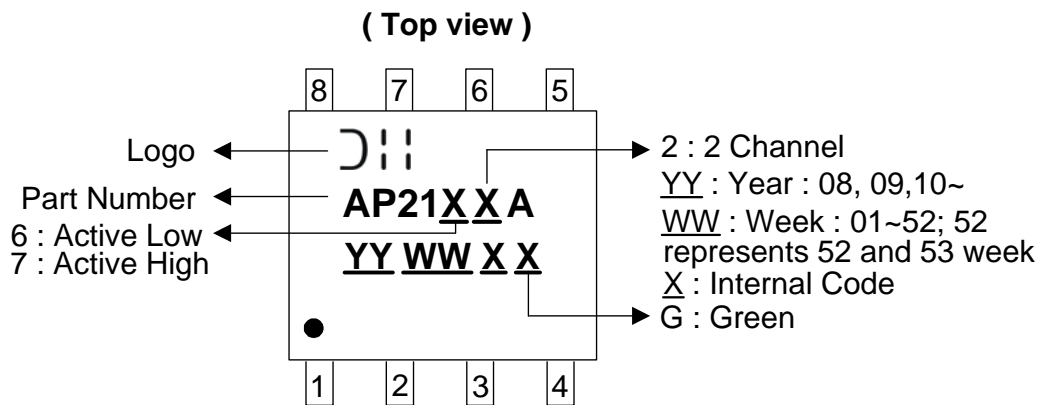 ( Top view )
8 7 6 5
Logo
Part Number
6 : Active Low
7 : Active High
AP21X X A
YY WW X X
2 : 2 Channel
YY : Year : 08, 09,10~
WW : Week : 01~52; 52
represents 52 and 53 week
X : Internal Code
G : Green
1 2 3 4